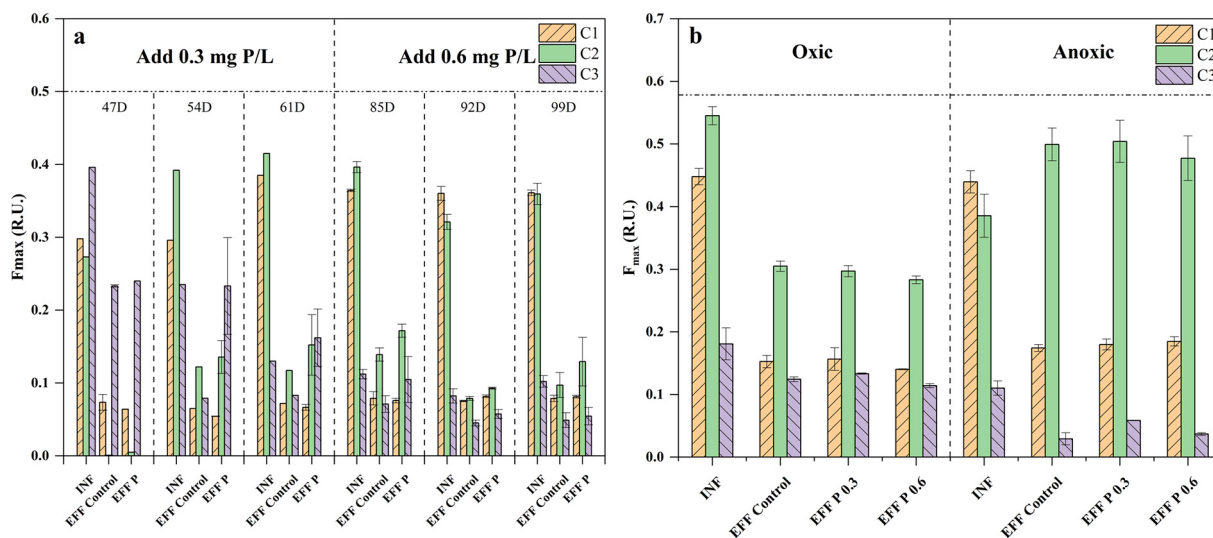 a
Add 0.3 mg P/L
Add 0.6 mg P/L
C1
C2
C3
47D
54D
61D
85D
92D
99D
0.6
0.5
0.4
0.3
0.2
0.1
0.0
Fmax (R.U.)
INF
EFF Control
EFF P
INF
EFF Control
EFF P
INF
EFF Control
EFF P
INF
EFF Control
EFF P
INF
EFF Control
EFF P
INF
EFF Control
EFF P
b
Oxic
Anoxic
C1
C2
C3
0.7
0.6
0.5
0.4
0.3
0.2
0.1
0.0
Fmax (R.U.)
INF
EFF Control
EFF P 0.3
EFF P 0.6
INF
EFF Control
EFF P 0.3
EFF P 0.6